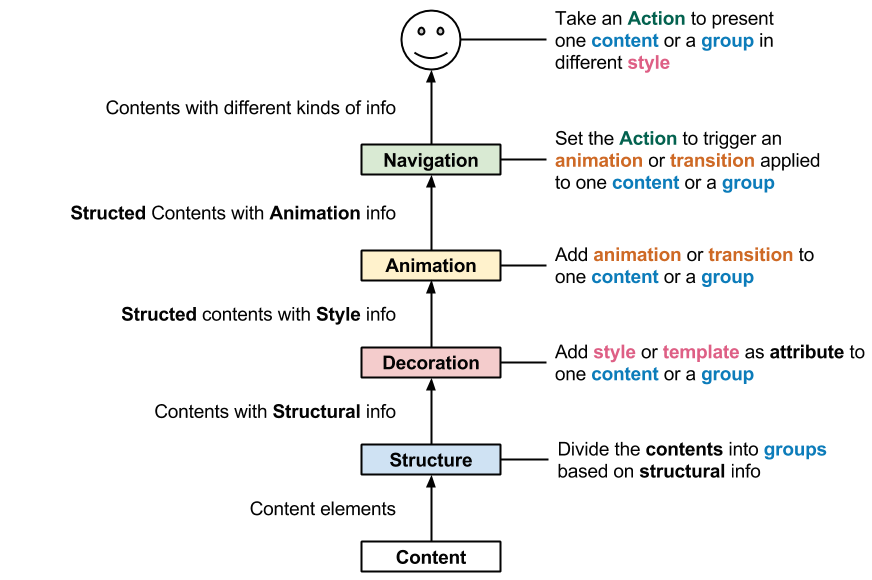 Take an Action to present
one content or a group in
different style
Contents with different kinds of info
Navigation
Set the Action to trigger an
animation or transition applied
to one content or a group
Structed Contents with Animation info
Animation
Add animation or transition to
one content or a group
Structed contents with Style info
Decoration
Add style or template as attribute to
one content or a group
Contents with Structural info
Structure
Divide the contents into groups
based on structural info
Content elements
Content